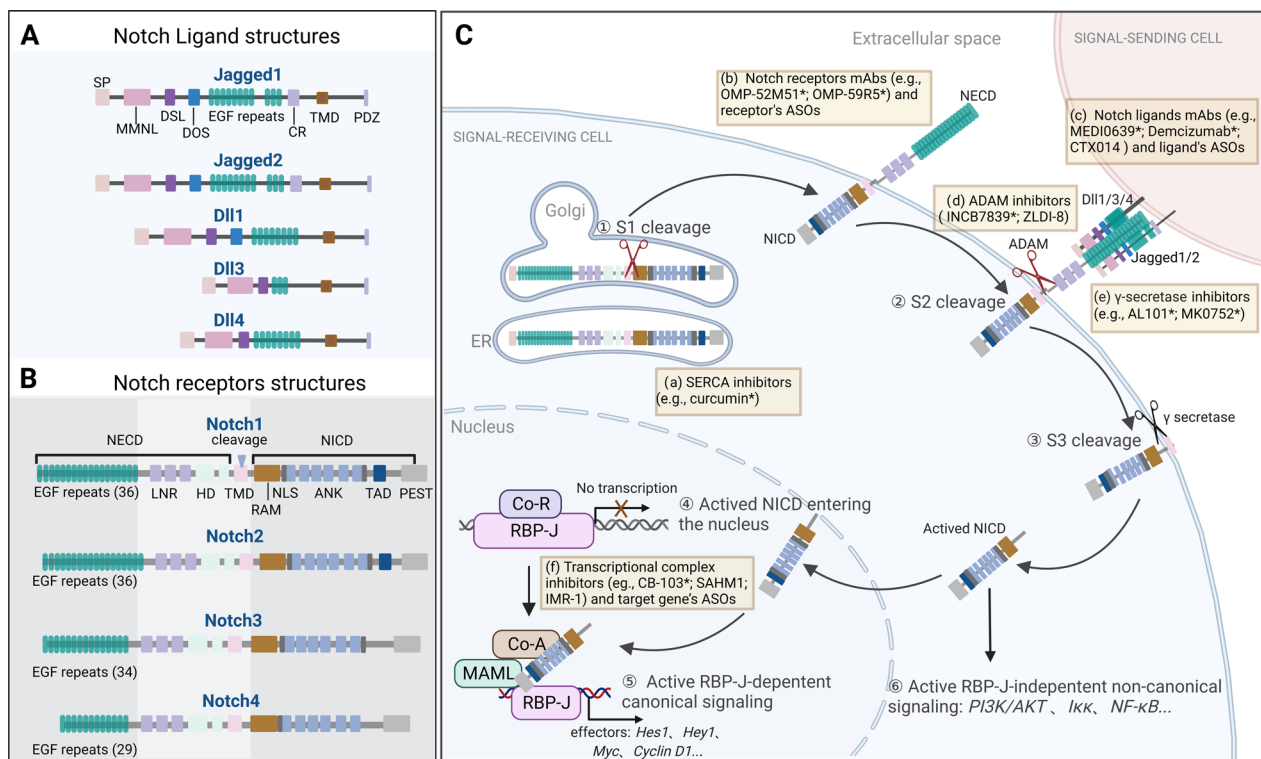 A
Notch Ligand structures
Jagged1
SP
MMNL
DSL
DOS
EGF repeats
CR
TMD
PDZ
Jagged2
Dll1
Dll3
Dll4
B
Notch receptors structures
Notch1
NECD
cleavage
NICD
EGF repeats (36)
LNR
HD
TMD
RAM
NLS
ANK
TAD
PEST
Notch2
EGF repeats (36)
Notch3
EGF repeats (34)
Notch4
EGF repeats (29)
C
Extracellular space
SIGNAL-SENDING CELL
SIGNAL-RECEIVING CELL
(b) Notch receptors mAbs (e.g.,
OMP-52M51*; OMP-59R5*) and
receptor's ASOs
NECD
(c) Notch ligands mAbs (e.g.,
MEDI0639*; Demcizumab*;
CTX014 ) and ligand's ASOs
Golgi
① S1 cleavage
NICD
(d) ADAM inhibitors
( INCB7839*; ZLDI-8)
Dll1/3/4
ADAM
Jagged1/2
② S2 cleavage
(e) γ-secretase inhibitors
(e.g., AL101*; MK0752*)
ER
(a) SERCA inhibitors
(e.g., curcumin*)
Nucleus
γ secretase
③ S3 cleavage
Co-R
RBP-J
No transcription
④ Actived NICD entering
the nucleus
Actived NICD
(f) Transcriptional complex
inhibitors (eg., CB-103*; SAHM1;
IMR-1) and target gene's ASOs
Co-A
MAML
RBP-J
⑤ Active RBP-J-depentent
canonical signaling
effectors: Hes1、Hey1、
Myc、Cyclin D1...
⑥ Active RBP-J-indepentent non-canonical
signaling: PI3K/AKT 、 Iκκ、 NF-κB...